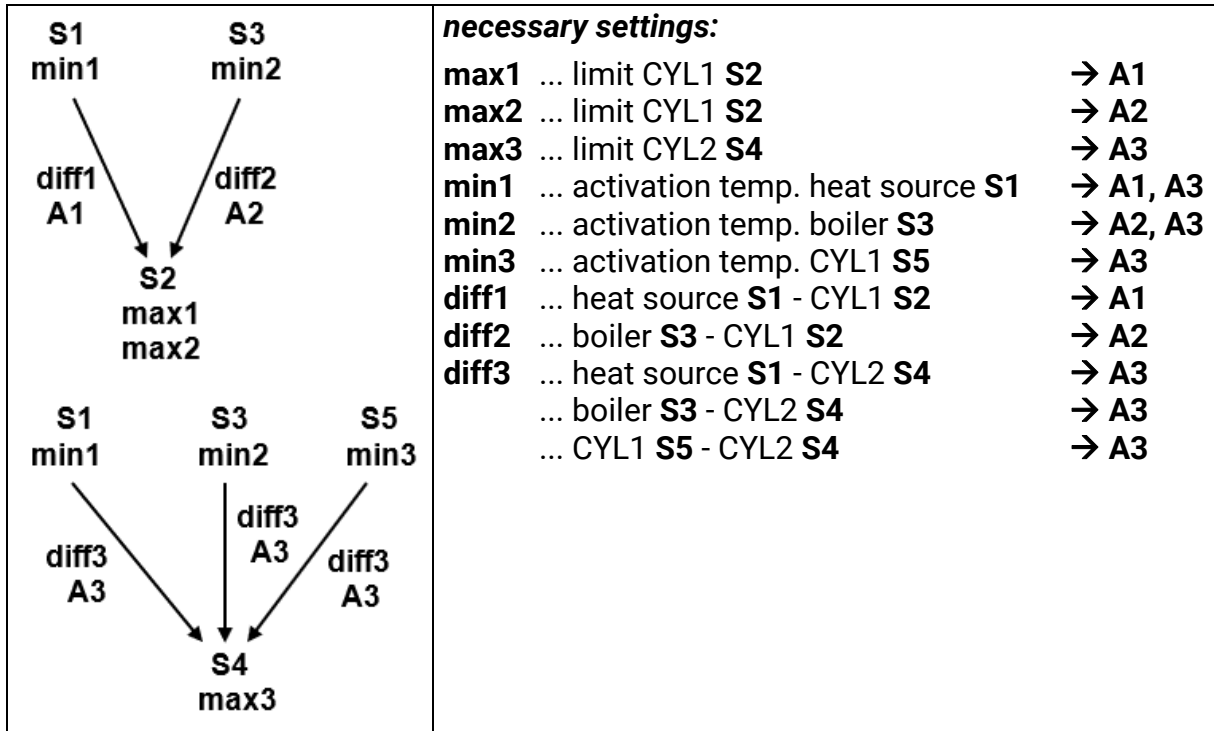 S1 S3
min1 min2
diff1 diff2
A1 A2
S2
max1
max2
S1 S3 S5
min1 min2 min3
diff3
A3
diff3 diff3
A3 A3
S4
max3
necessary settings:
max1 ... limit CYL1 S2 → A1
max2 ... limit CYL1 S2 → A2
max3 ... limit CYL2 S4 → A3
min1 ... activation temp. heat source S1 → A1, A3
min2 ... activation temp. boiler S3 → A2, A3
min3 ... activation temp. CYL1 S5 → A3
diff1 ... heat source S1 - CYL1 S2 → A1
diff2 ... boiler S3 - CYL1 S2 → A2
diff3 ... heat source S1 - CYL2 S4 → A3
... boiler S3 - CYL2 S4 → A3
... CYL1 S5 - CYL2 S4 → A3